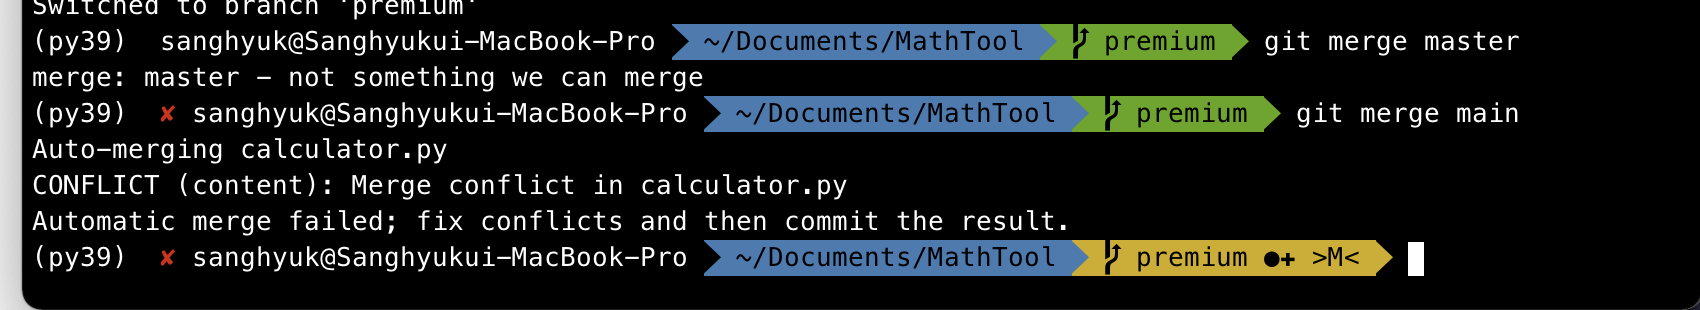 Switched to branch 'premium'
(py39) sanghyuk@Sanghyukui-MacBook-Pro ~/Documents/MathTool premium git merge master
merge: master - not something we can merge
(py39) ✘ sanghyuk@Sanghyukui-MacBook-Pro ~/Documents/MathTool premium git merge main
Auto-merging calculator.py
CONFLICT (content): Merge conflict in calculator.py
Automatic merge failed; fix conflicts and then commit the result.
(py39) ✘ sanghyuk@Sanghyukui-MacBook-Pro ~/Documents/MathTool premium ●✚ >M<